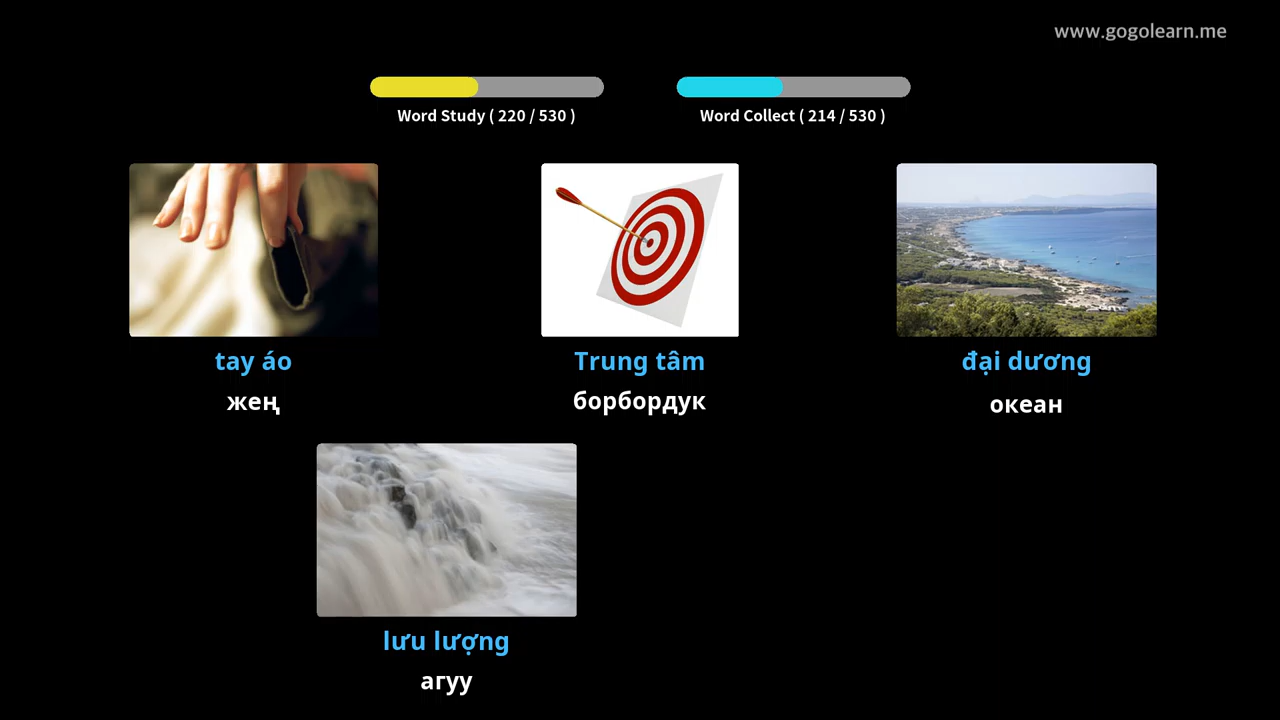 www.gogolearn.me
Word Study ( 220 / 530 )
Word Collect ( 214 / 530 )
tay áo
жең
Trung tâm
борбордук
đại dương
океан
lưu lượng
агуу